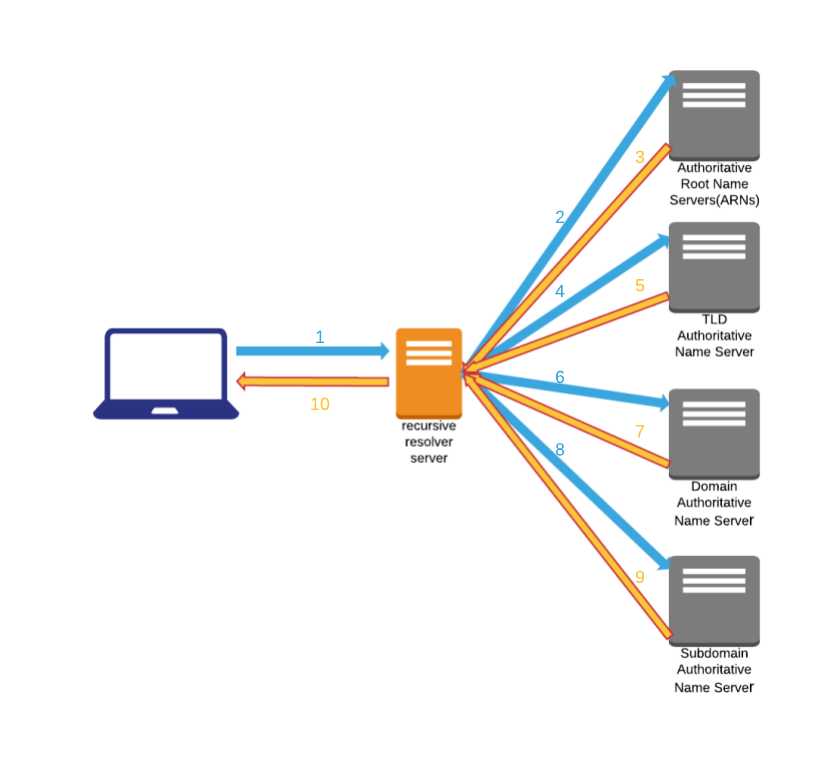 3
Authoritative
Root Name
Servers(ARNs)
2
4
5
TLD
Authoritative
Name Server
1
10
recursive
resolver
server
6
7
8
Domain
Authoritative
Name Server
9
Subdomain
Authoritative
Name Server